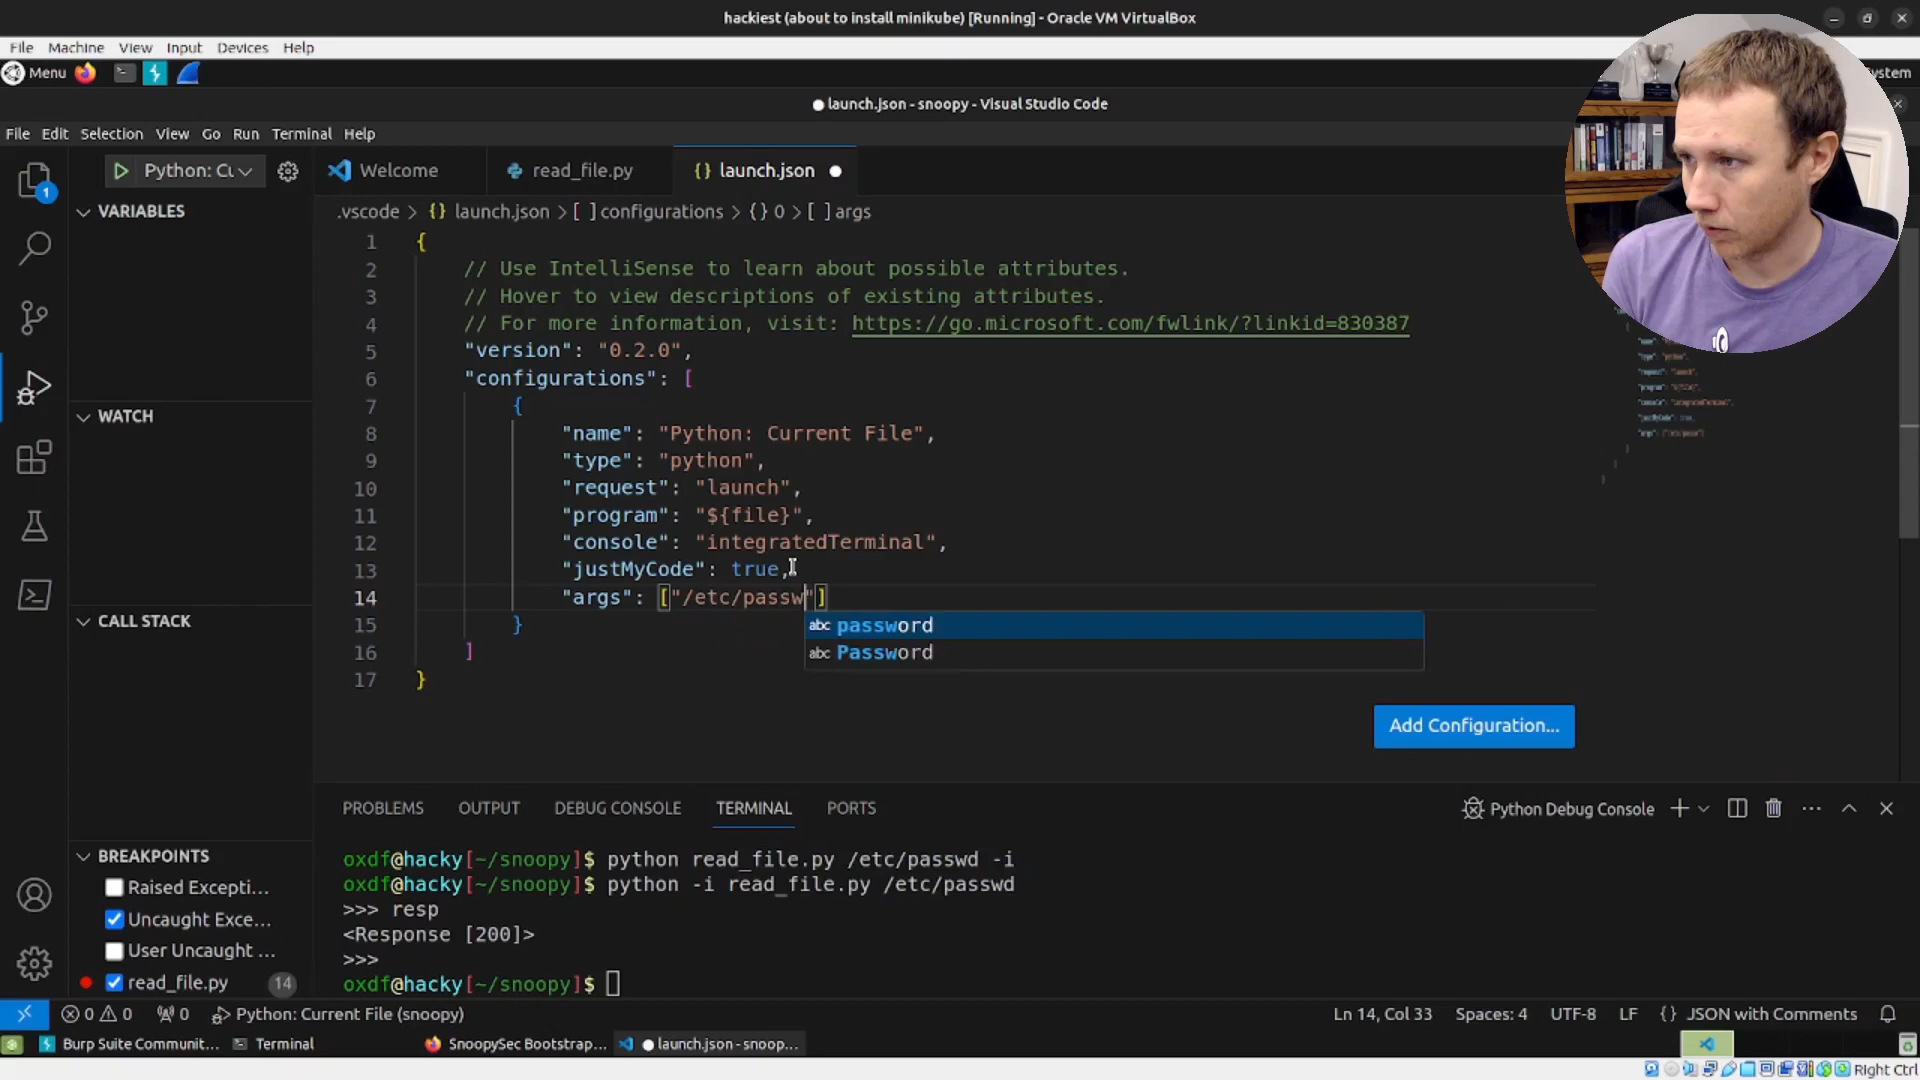 hackiest (about to install minikube) [Running] - Oracle VM VirtualBox
File Machine View Input Devices Help
Menu
ystem
launch.json - snoopy - Visual Studio Code
File Edit Selection View Go Run Terminal Help
Python: Cu
Welcome
read_file.py
{} launch.json
VARIABLES
.vscode > {} launch.json > [ ] configurations > {} 0 > [ ] args
1 {
2 // Use IntelliSense to learn about possible attributes.
3 // Hover to view descriptions of existing attributes.
4 // For more information, visit: https://go.microsoft.com/fwlink/?linkid=830387
5 "version": "0.2.0",
6 "configurations": [
7 {
8 "name": "Python: Current File",
9 "type": "python",
10 "request": "launch",
11 "program": "${file}",
12 "console": "integratedTerminal",
13 "justMyCode": true,
14 "args": ["/etc/passw"]
15 }
16 ]
17 }
abc password
abc Password
WATCH
CALL STACK
Add Configuration...
PROBLEMS OUTPUT DEBUG CONSOLE TERMINAL PORTS
Python Debug Console
BREAKPOINTS
Raised Excepti...
Uncaught Exce...
User Uncaught ...
read_file.py 14
oxdf@hacky[~/snoopy]$ python read_file.py /etc/passwd -i
oxdf@hacky[~/snoopy]$ python -i read_file.py /etc/passwd
>>> resp
<Response [200]>
>>>
oxdf@hacky[~/snoopy]$
0 0 0 Python: Current File (snoopy)
Ln 14, Col 33 Spaces: 4 UTF-8 LF {} JSON with Comments
Burp Suite Communit... Terminal SnoopySec Bootstrap... launch.json - snoop...
Right Ctrl
1